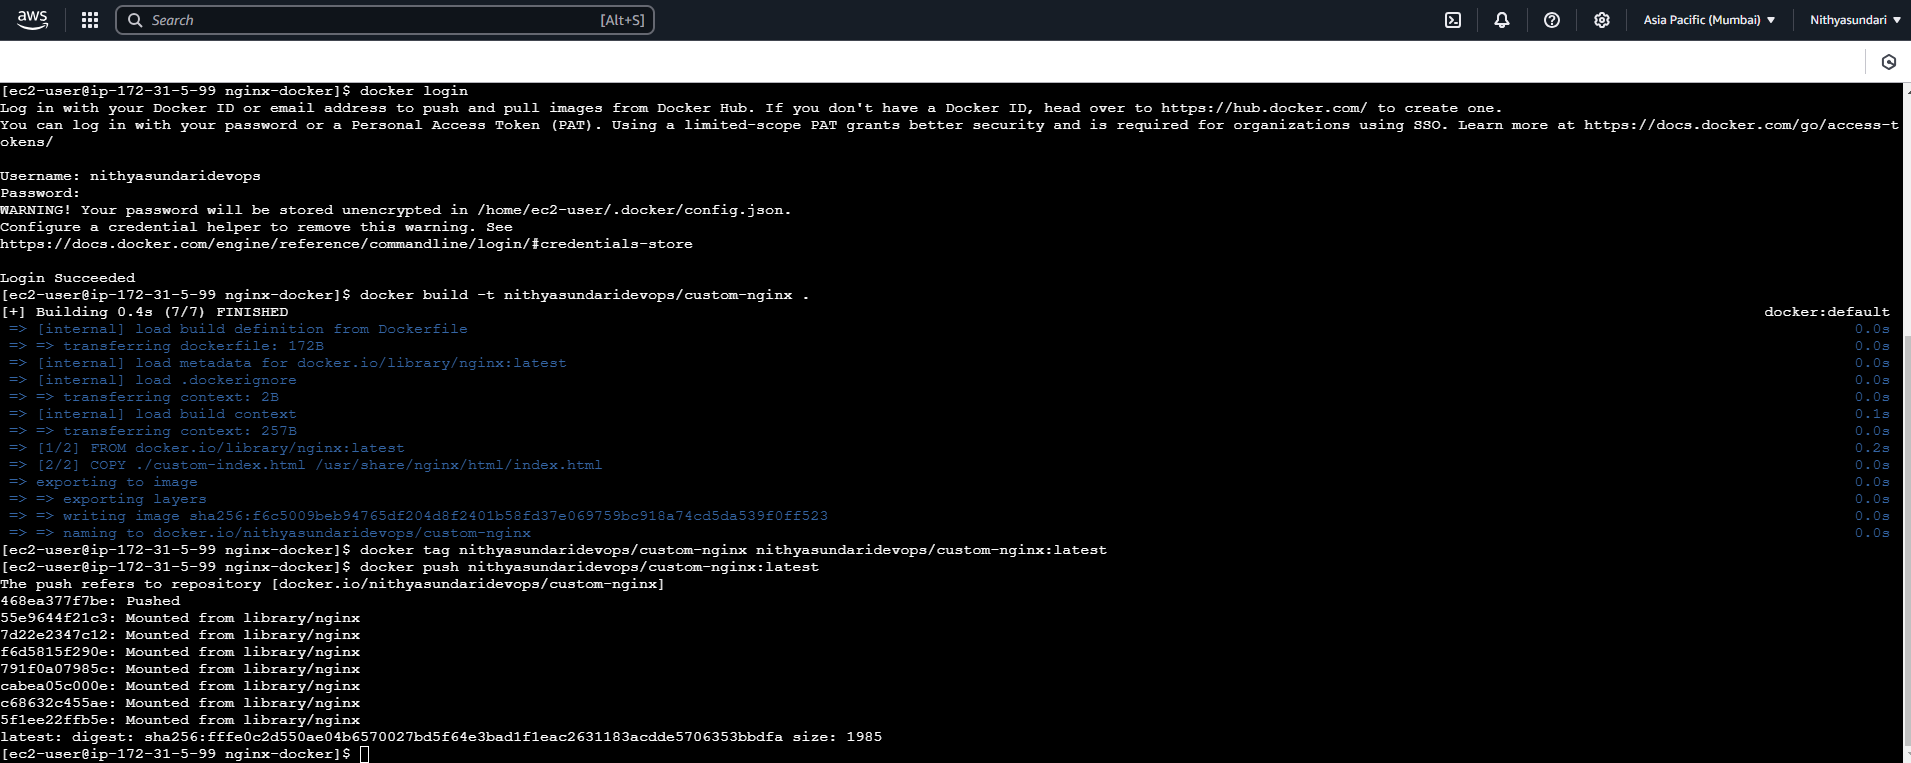 aws
Search [Alt+S] Asia Pacific (Mumbai) Nithyasundari
[ec2-user@ip-172-31-5-99 nginx-docker]$ docker login
Log in with your Docker ID or email address to push and pull images from Docker Hub. If you don't have a Docker ID, head over to https://hub.docker.com/ to create one.
You can log in with your password or a Personal Access Token (PAT). Using a limited-scope PAT grants better security and is required for organizations using SSO. Learn more at https://docs.docker.com/go/access-t
okens/
Username: nithyasundaridevops
Password:
WARNING! Your password will be stored unencrypted in /home/ec2-user/.docker/config.json.
Configure a credential helper to remove this warning. See
https://docs.docker.com/engine/reference/commandline/login/#credentials-store
Login Succeeded
[ec2-user@ip-172-31-5-99 nginx-docker]$ docker build -t nithyasundaridevops/custom-nginx .
[+] Building 0.4s (7/7) FINISHED docker:default
=> [internal] load build definition from Dockerfile 0.0s
=> => transferring dockerfile: 172B 0.0s
=> [internal] load metadata for docker.io/library/nginx:latest 0.0s
=> [internal] load .dockerignore 0.0s
=> => transferring context: 2B 0.0s
=> [internal] load build context 0.1s
=> => transferring context: 257B 0.0s
=> [1/2] FROM docker.io/library/nginx:latest 0.2s
=> [2/2] COPY ./custom-index.html /usr/share/nginx/html/index.html 0.0s
=> exporting to image 0.0s
=> => exporting layers 0.0s
=> => writing image sha256:f6c5009beb94765df204d8f2401b58fd37e069759bc918a74cd5da539f0ff523 0.0s
=> => naming to docker.io/nithyasundaridevops/custom-nginx 0.0s
[ec2-user@ip-172-31-5-99 nginx-docker]$ docker tag nithyasundaridevops/custom-nginx nithyasundaridevops/custom-nginx:latest
[ec2-user@ip-172-31-5-99 nginx-docker]$ docker push nithyasundaridevops/custom-nginx:latest
The push refers to repository [docker.io/nithyasundaridevops/custom-nginx]
468ea377f7be: Pushed
55e9644f21c3: Mounted from library/nginx
7d22e2347c12: Mounted from library/nginx
f6d5815f290e: Mounted from library/nginx
791f0a07985c: Mounted from library/nginx
cabea05c000e: Mounted from library/nginx
c68632c455ae: Mounted from library/nginx
5f1ee22ffb5e: Mounted from library/nginx
latest: digest: sha256:fffe0c2d550ae04b6570027bd5f64e3bad1f1eac2631183acdde5706353bbdfa size: 1985
[ec2-user@ip-172-31-5-99 nginx-docker]$